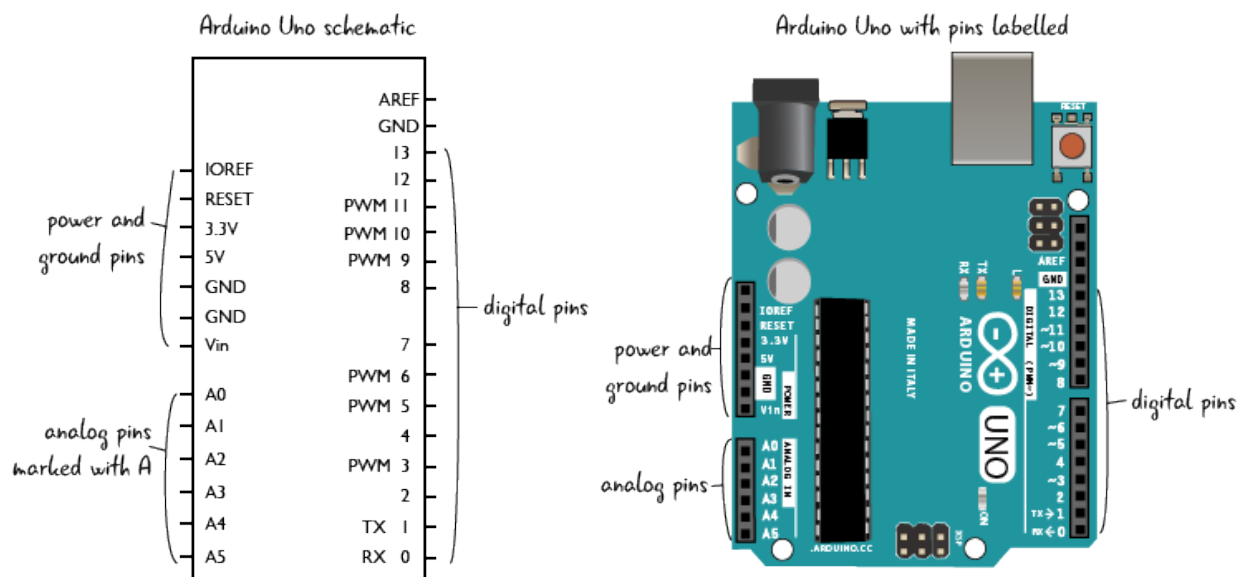 Arduino Uno schematic
AREF
GND
13
12
PWM 11
PWM 10
PWM 9
8
7
PWM 6
PWM 5
4
PWM 3
2
TX 1
RX 0
IOREF
RESET
3.3V
5V
GND
GND
Vin
A0
A1
A2
A3
A4
A5
power and
ground pins
analog pins
marked with A
digital pins
Arduino Uno with pins labelled
RESET
AREF
GND
13
12
~11
~10
~9
8
7
~6
~5
4
~3
2
TX→1
RX←0
DIGITAL (PWM~)
RX
TX
L
ARDUINO
UNO
ON
MADE IN ITALY
IOREF
RESET
3.3V
5V
GND
Vin
POWER
A0
A1
A2
A3
A4
A5
ANALOG IN
.ARDUINO.CC
power and
ground pins
analog pins
digital pins